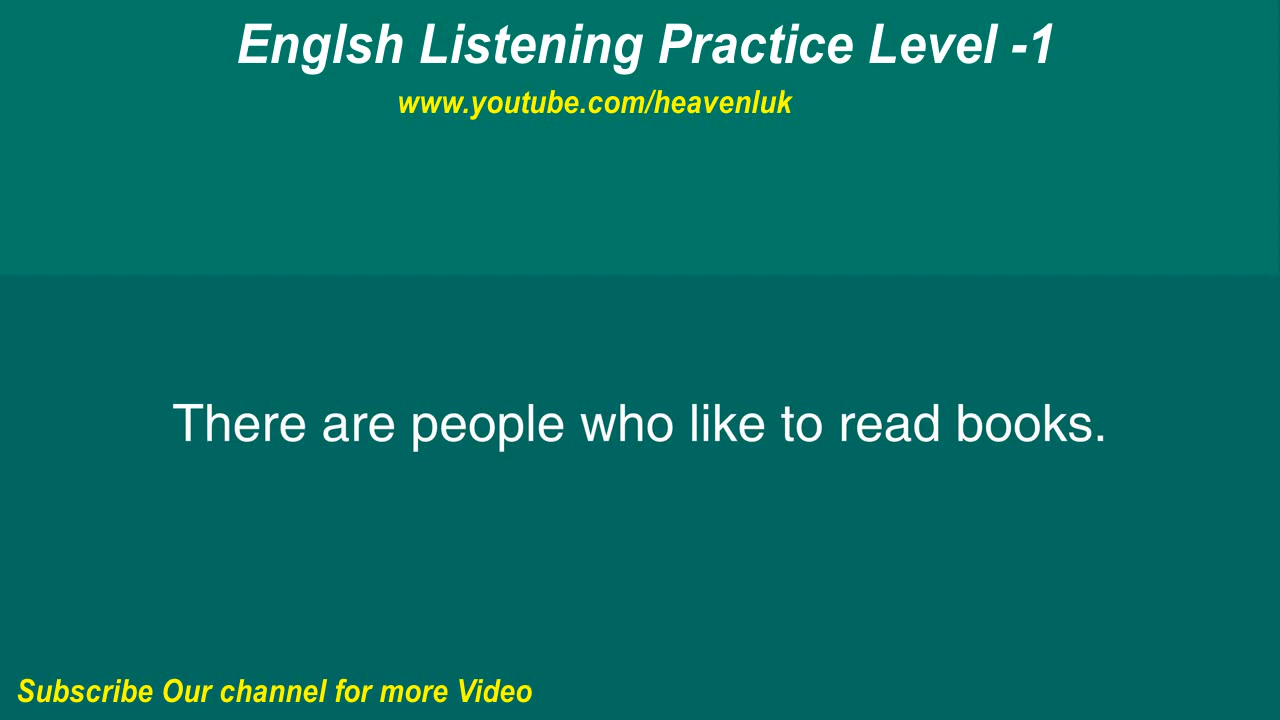 Englsh Listening Practice Level -1
www.youtube.com/heavenluk
There are people who like to read books.
Subscribe Our channel for more Video